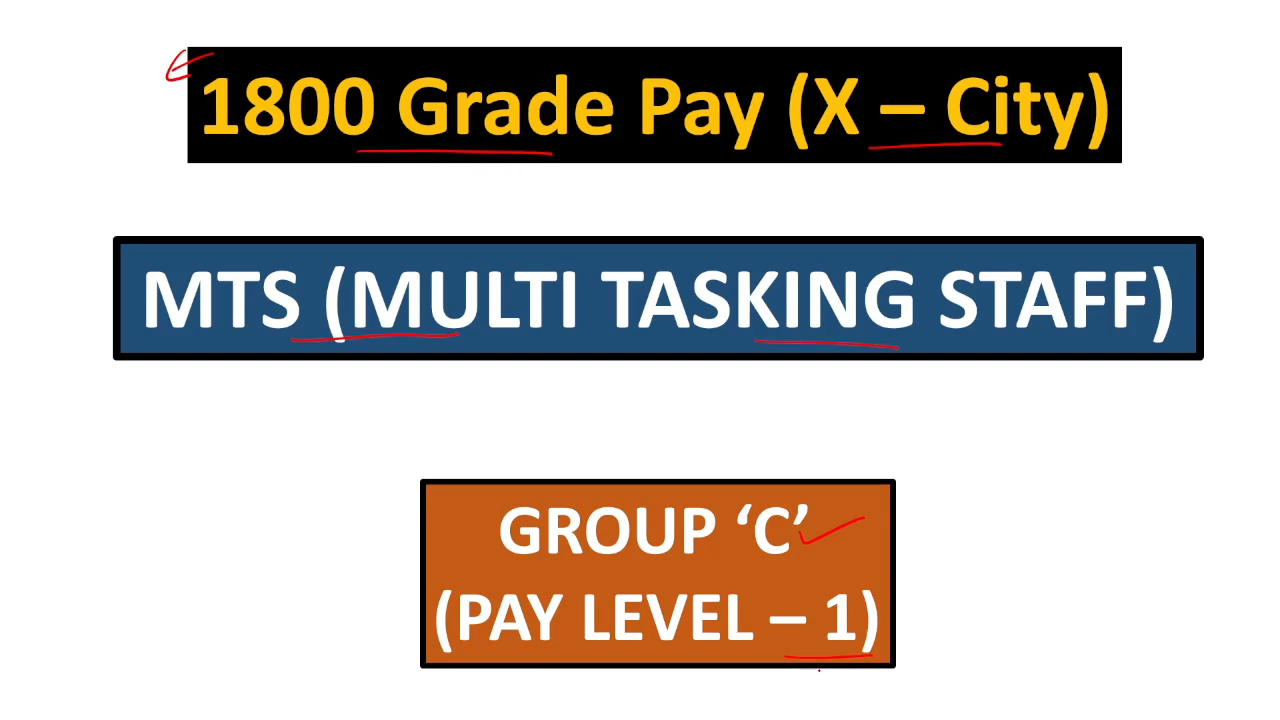 1800 Grade Pay (X – City)
MTS (MULTI TASKING STAFF)
GROUP ‘C’
(PAY LEVEL – 1)